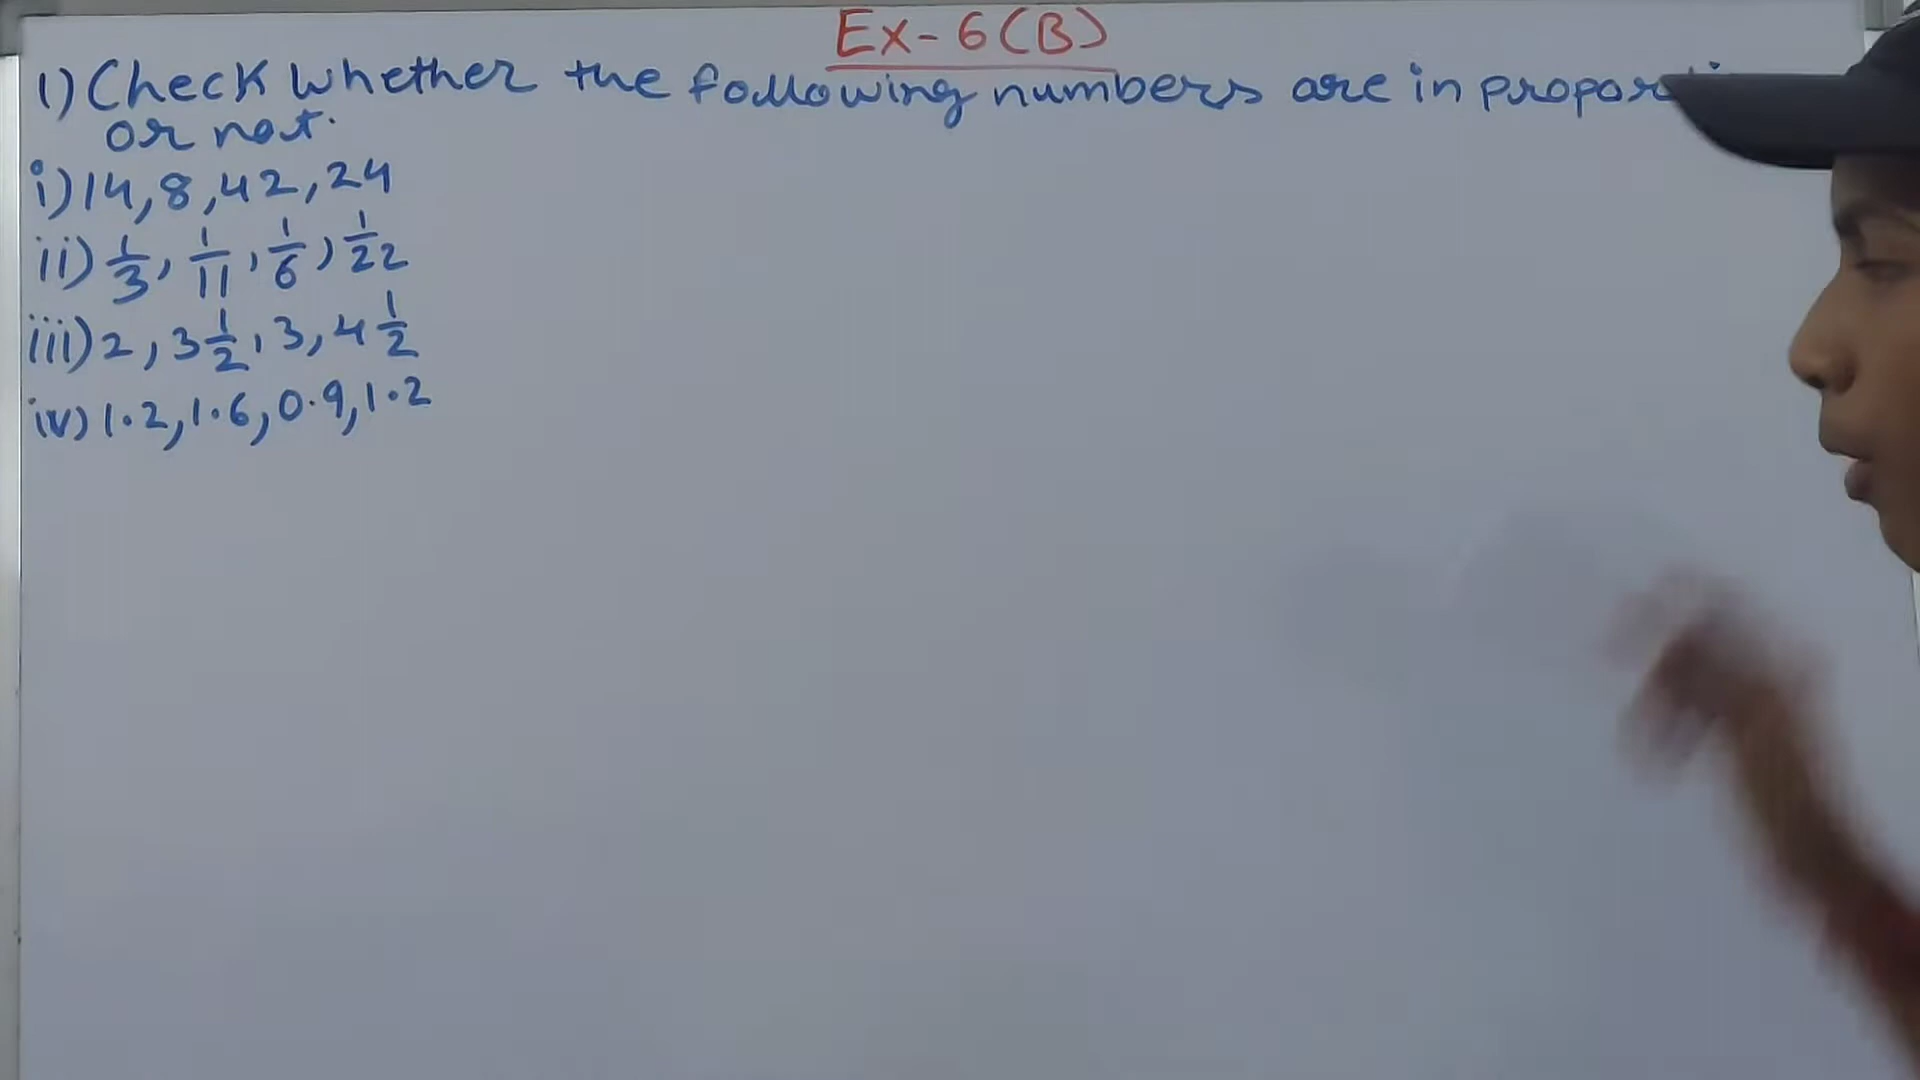 Ex-6(B)
1) Check whether the following numbers are in
or not.
i) 14, 8, 42, 24
ii) 1/3, 1/11, 1/6, 1/22
iii) 2, 3 1/2, 3, 4 1/2
iv) 1.2, 1.6, 0.9, 1.2